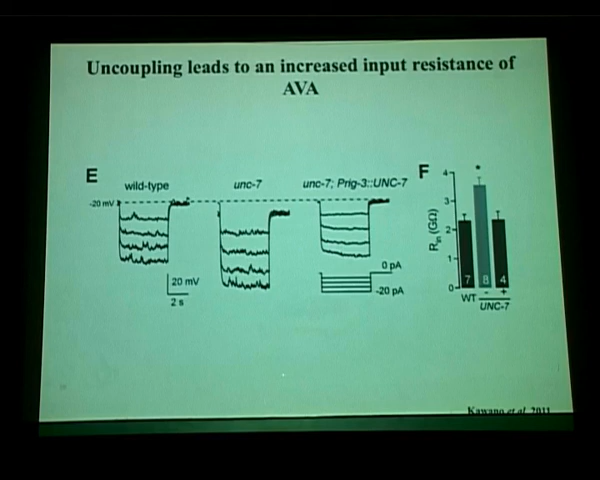 Uncoupling leads to an increased input resistance of
AVA
E
wild-type
unc-7
unc-7; Prig-3::UNC-7
-20 mV
20 mV
2 s
0 pA
-20 pA
F
*
4
3
2
1
0
Rin (GΩ)
7
8
4
WT
-
+
UNC-7
Kawano et al. 2011